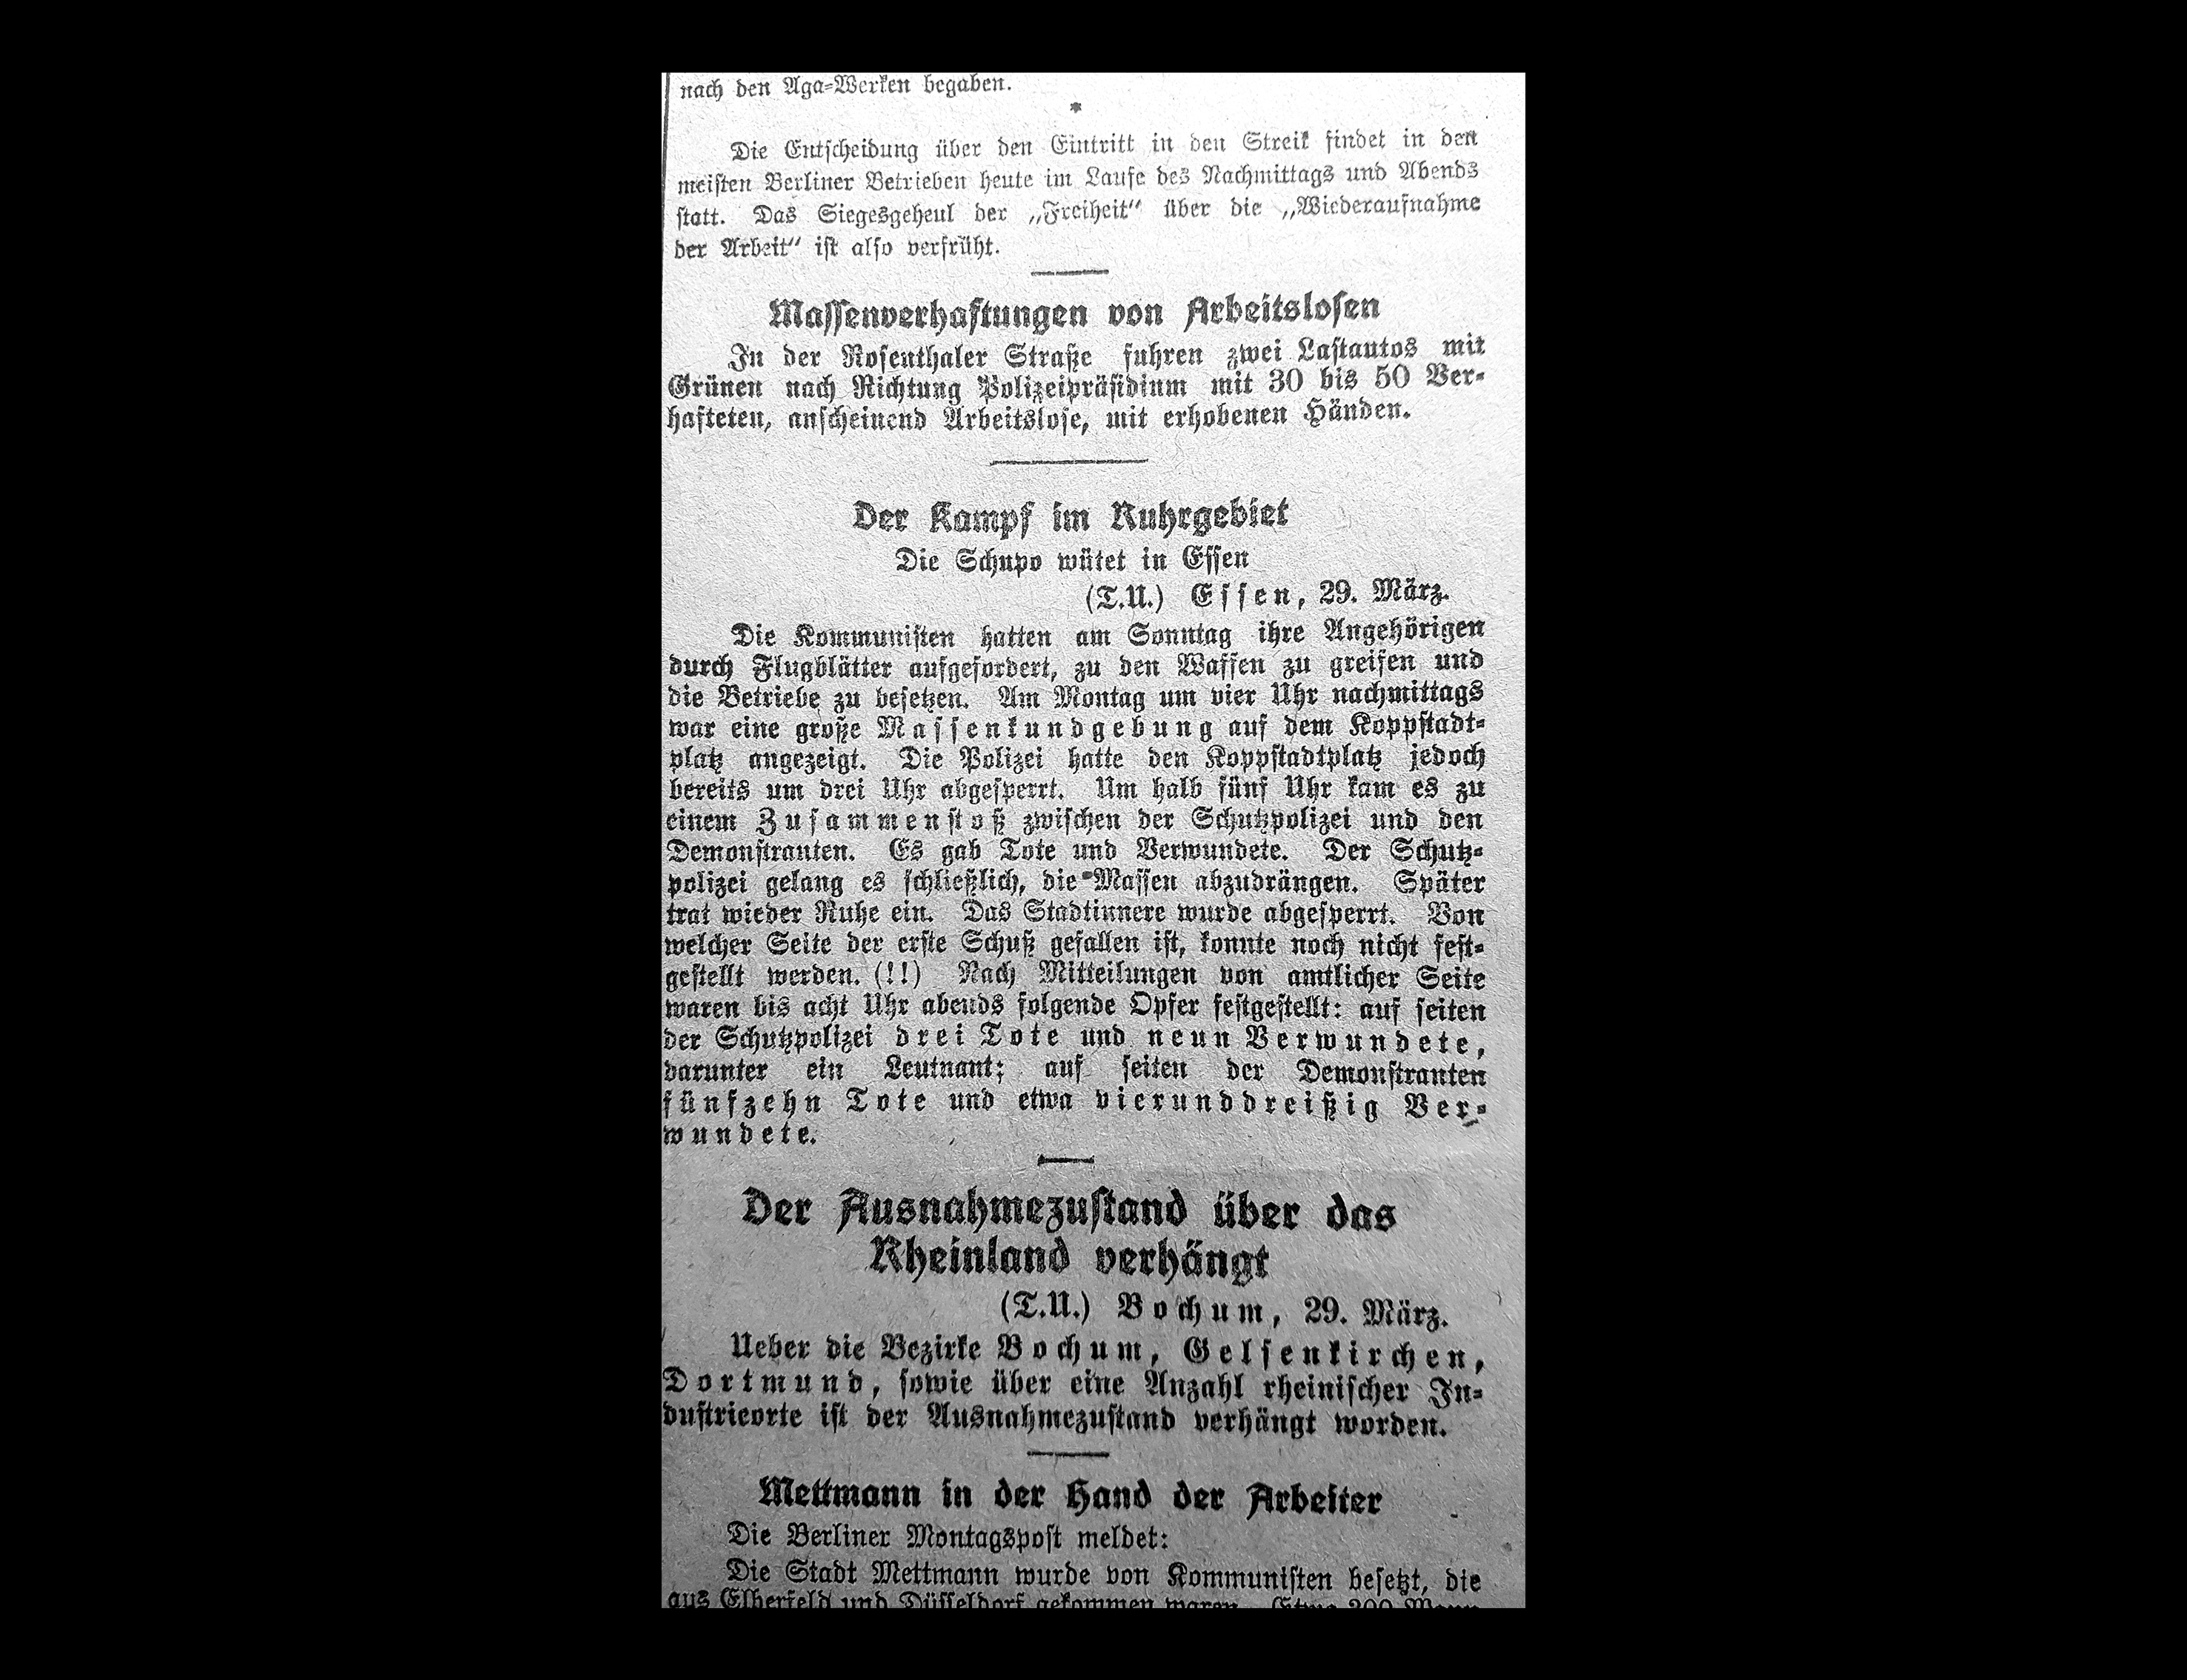 nach den Aga-Werken begaben.
*
Die Entscheidung über den Eintritt in den Streik findet in den
meisten Berliner Betrieben heute im Laufe des Nachmittags und Abends
statt. Das Siegesgeheul der „Freiheit“ über die „Wiederaufnahme
der Arbeit“ ist also verfrüht.
Massenverhaftungen von Arbeitslosen
In der Rosenthaler Straße fuhren zwei Lastautos mit
Grünen nach Richtung Polizeipräsidium mit 30 bis 50 Ver-
hafteten, anscheinend Arbeitslose, mit erhobenen Händen.
Der Kampf im Ruhrgebiet
Die Schupo wütet in Essen
(T.U.) Essen, 29. März.
Die Kommunisten hatten am Sonntag ihre Angehörigen
durch Flugblätter aufgefordert, zu den Waffen zu greifen und
die Betriebe zu besetzen. Am Montag um vier Uhr nachmittags
war eine große Massenkundgebung auf dem Koppstadt-
platz angezeigt. Die Polizei hatte den Koppstadtplatz jedoch
bereits um drei Uhr abgesperrt. Um halb fünf Uhr kam es zu
einem Zusammenstoß zwischen der Schutzpolizei und den
Demonstranten. Es gab Tote und Verwundete. Der Schutz-
polizei gelang es schließlich, die Massen abzudrängen. Später
trat wieder Ruhe ein. Das Stadtinnere wurde abgesperrt. Von
welcher Seite der erste Schuß gefallen ist, konnte noch nicht fest-
gestellt werden. (!!) Nach Mitteilungen von amtlicher Seite
waren bis acht Uhr abends folgende Opfer festgestellt: auf seiten
der Schutzpolizei drei Tote und neun Verwundete,
darunter ein Leutnant; auf seiten der Demonstranten
fünfzehn Tote und etwa vierunddreißig Ver-
wundete.
Der Ausnahmezustand über das
Rheinland verhängt
(T.U.) Bochum, 29. März.
Ueber die Bezirke Bochum, Gelsenkirchen,
Dortmund, sowie über eine Anzahl rheinischer In-
dustrieorte ist der Ausnahmezustand verhängt worden.
Mettmann in der Hand der Arbeiter
Die Berliner Montagspost meldet:
Die Stadt Mettmann wurde von Kommunisten besetzt, die
aus Elberfeld und Düsseldorf gekommen waren. Etwa 200 Mann